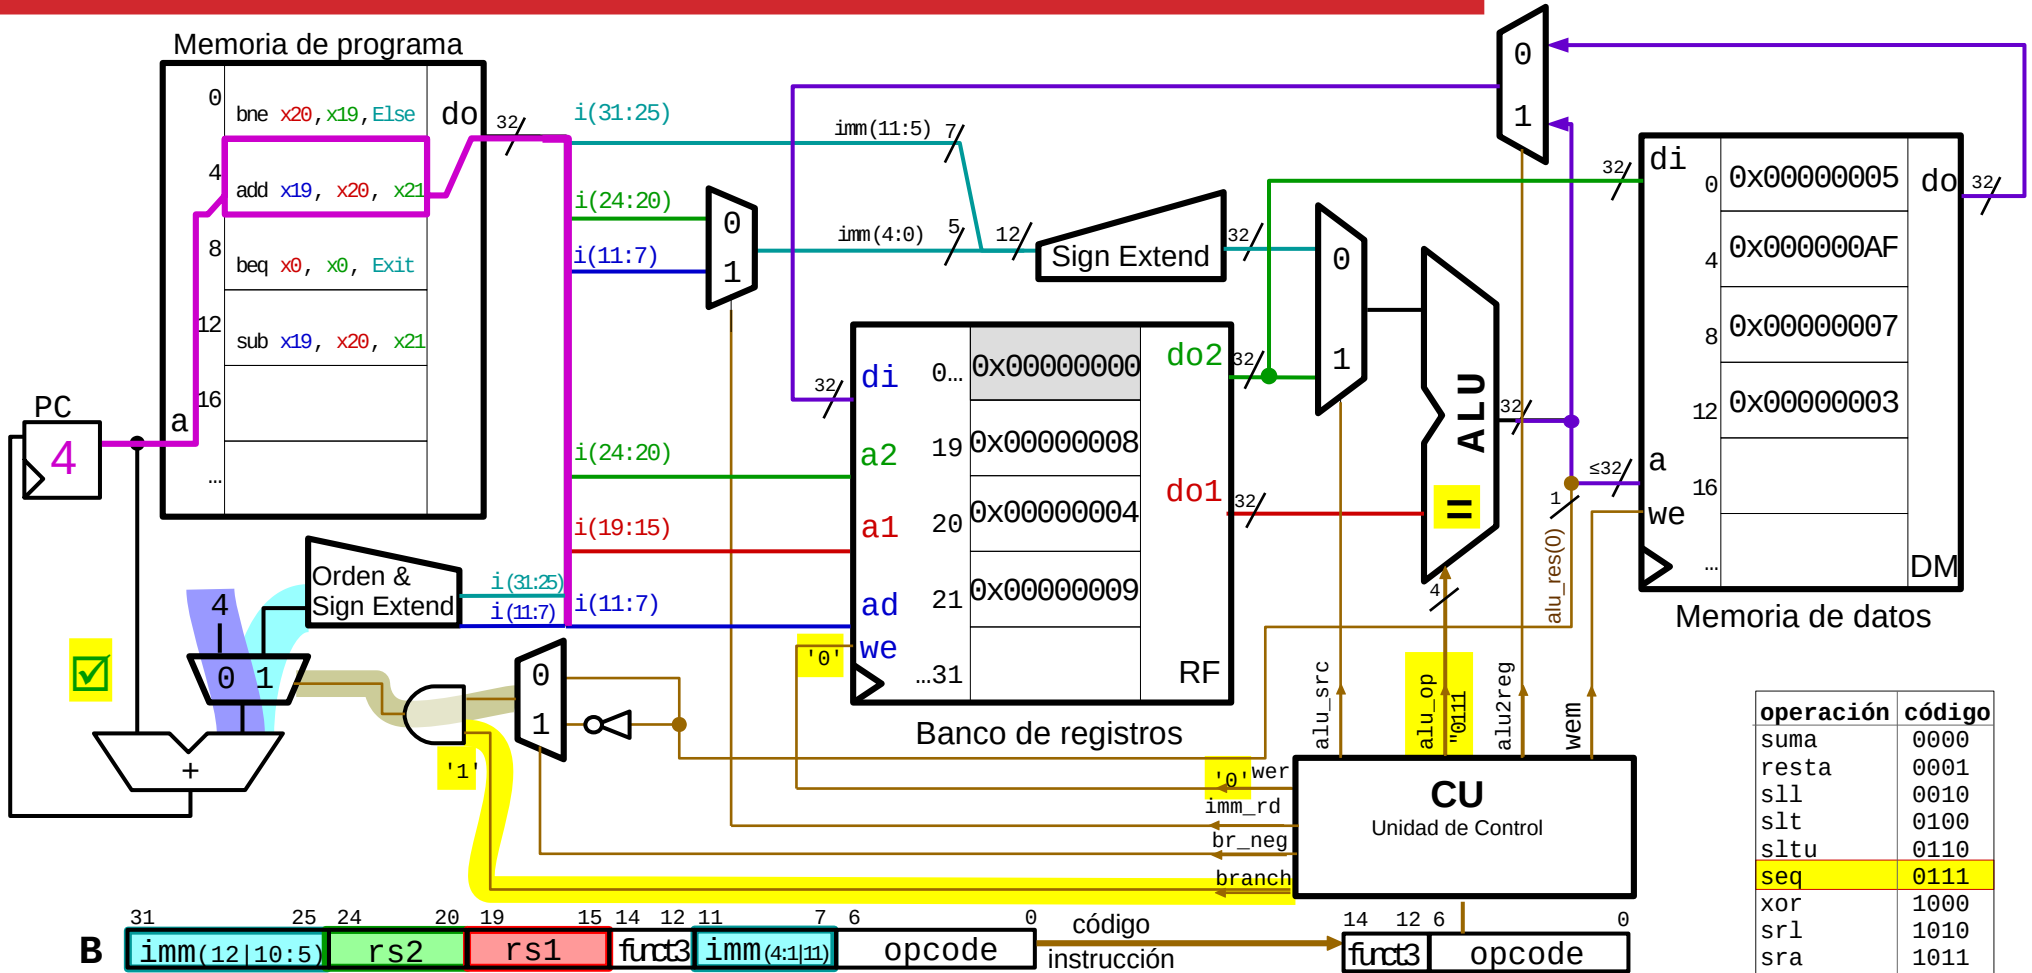 Memoria de programa
0
bne x20,x19,Else
4
add x19, x20, x21
8
beq x0, x0, Exit
12
sub x19, x20, x21
16
...
a
do
32
PC
4
i(31:25)
i(24:20)
i(11:7)
0
1
imm(11:5)
7
imm(4:0)
5
12
Sign Extend
32
0
1
32
di
0... 0x00000000
do2
32
a2
19 0x00000008
20 0x00000004
a1
do1
32
21 0x00000009
ad
we
...31
RF
Banco de registros
i(24:20)
i(19:15)
i(11:7)
Orden &
Sign Extend
i(31:25)
i(11:7)
4
0 1
+
☑
'1'
0
1
'0'
ALU
=
32
4
0
1
≤32
1
alu_res(0)
32
di
0 0x00000005
do
32
4 0x000000AF
8 0x00000007
12 0x00000003
a
16
we
...
DM
Memoria de datos
alu_src
alu_op
"0111
alu2reg
wem
'0' wer
imm_rd
br_neg
branch
CU
Unidad de Control
operación código
suma 0000
resta 0001
sll 0010
slt 0100
sltu 0110
seq 0111
xor 1000
srl 1010
sra 1011
31 25 24 20 19 15 14 12 11 7 6 0
B imm(12|10:5) rs2 rs1 funct3 imm(4:1|11) opcode
código
instrucción
14 12 6 0
funct3 opcode